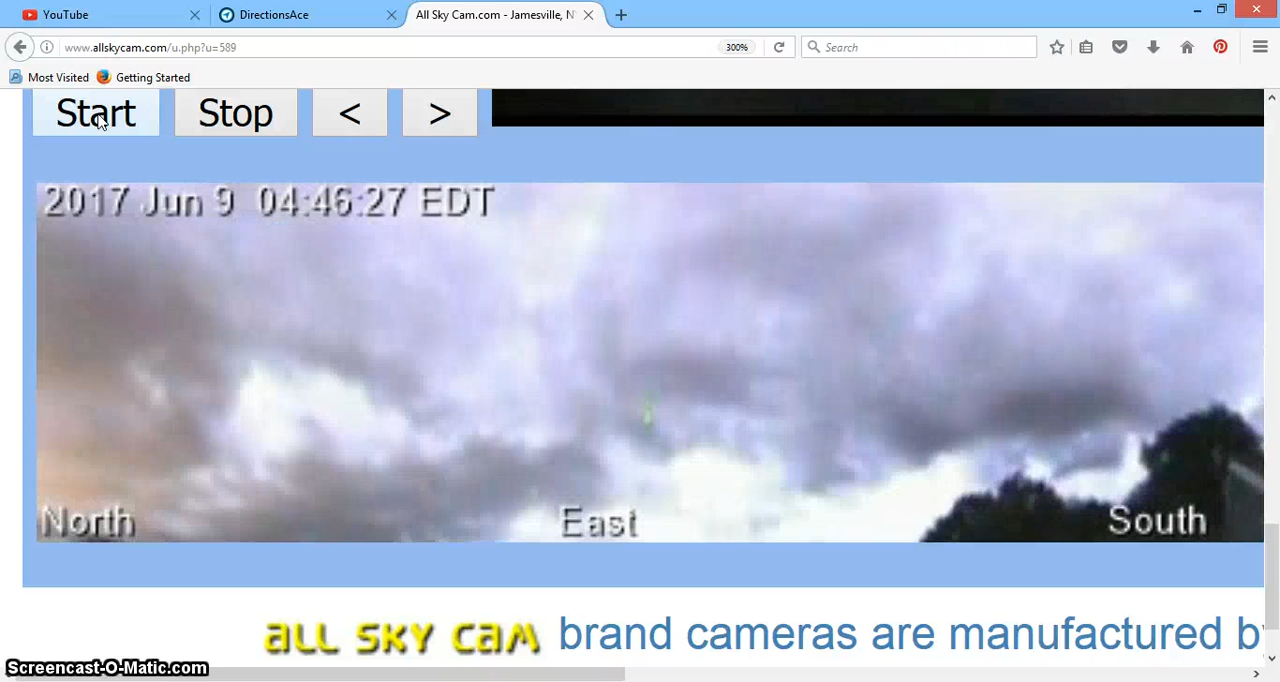 YouTube
DirectionsAce
All Sky Cam.com - Jamesville, N
www.allskycam.com/u.php?u=589
300%
Search
Most Visited
Getting Started
Start
Stop
<
>
2017 Jun 9 04:46:27 EDT
North
East
South
all sky cam brand cameras are manufactured b
Screencast-O-Matic.com